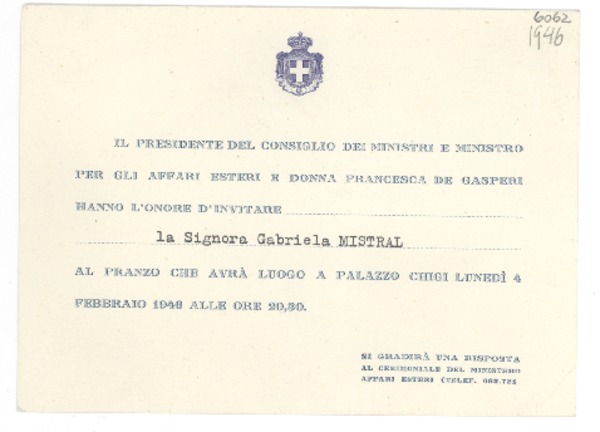 6062
1946
IL PRESIDENTE DEL CONSIGLIO DEI MINISTRI E MINISTRO
PER GLI AFFARI ESTERI E DONNA FRANCESCA DE GASPERI
HANNO L'ONORE D'INVITARE
la Signora Gabriela MISTRAL
AL PRANZO CHE AVRÀ LUOGO A PALAZZO CHIGI LUNEDÌ 4
FEBBRAIO 1946 ALLE ORE 20,30.
SI GRADIRÀ UNA RISPOSTA
AL CERIMONIALE DEL MINISTERO
AFFARI ESTERI (TELEF.